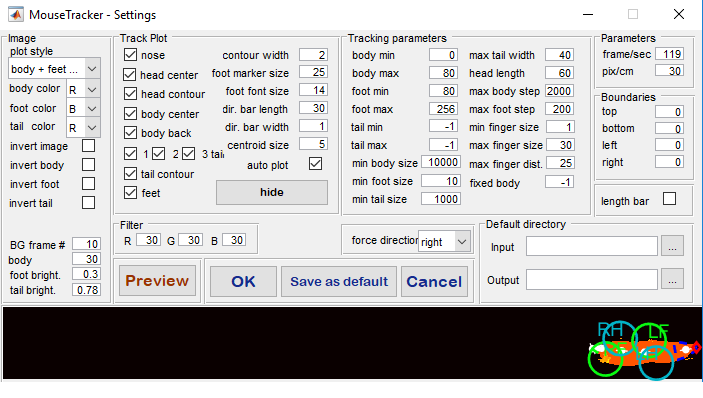 MouseTracker - Settings
Image
plot style
body + feet ...
body color R
foot color B
tail color R
invert image
invert body
invert foot
invert tail
BG frame # 10
body 30
foot bright. 0.3
tail bright. 0.78
Track Plot
nose
head center
head contour
body center
body back
1 2 3 tail
tail contour
feet
contour width 2
foot marker size 25
foot font size 14
dir. bar length 30
dir. bar width 1
centroid size 5
auto plot
hide
Tracking parameters
body min 0
body max 80
foot min 80
foot max 256
tail min -1
tail max -1
min body size 10000
min foot size 10
min tail size 1000
max tail width 40
head length 60
max body step 2000
max foot step 200
min finger size 1
max finger size 30
max finger dist. 25
fixed body -1
Parameters
frame/sec 119
pix/cm 30
Boundaries
top 0
bottom 0
left 0
right 0
length bar
Filter
R 30 G 30 B 30
force direction right
Default directory
Input ...
Output ...
Preview
OK
Save as default
Cancel
RH LF